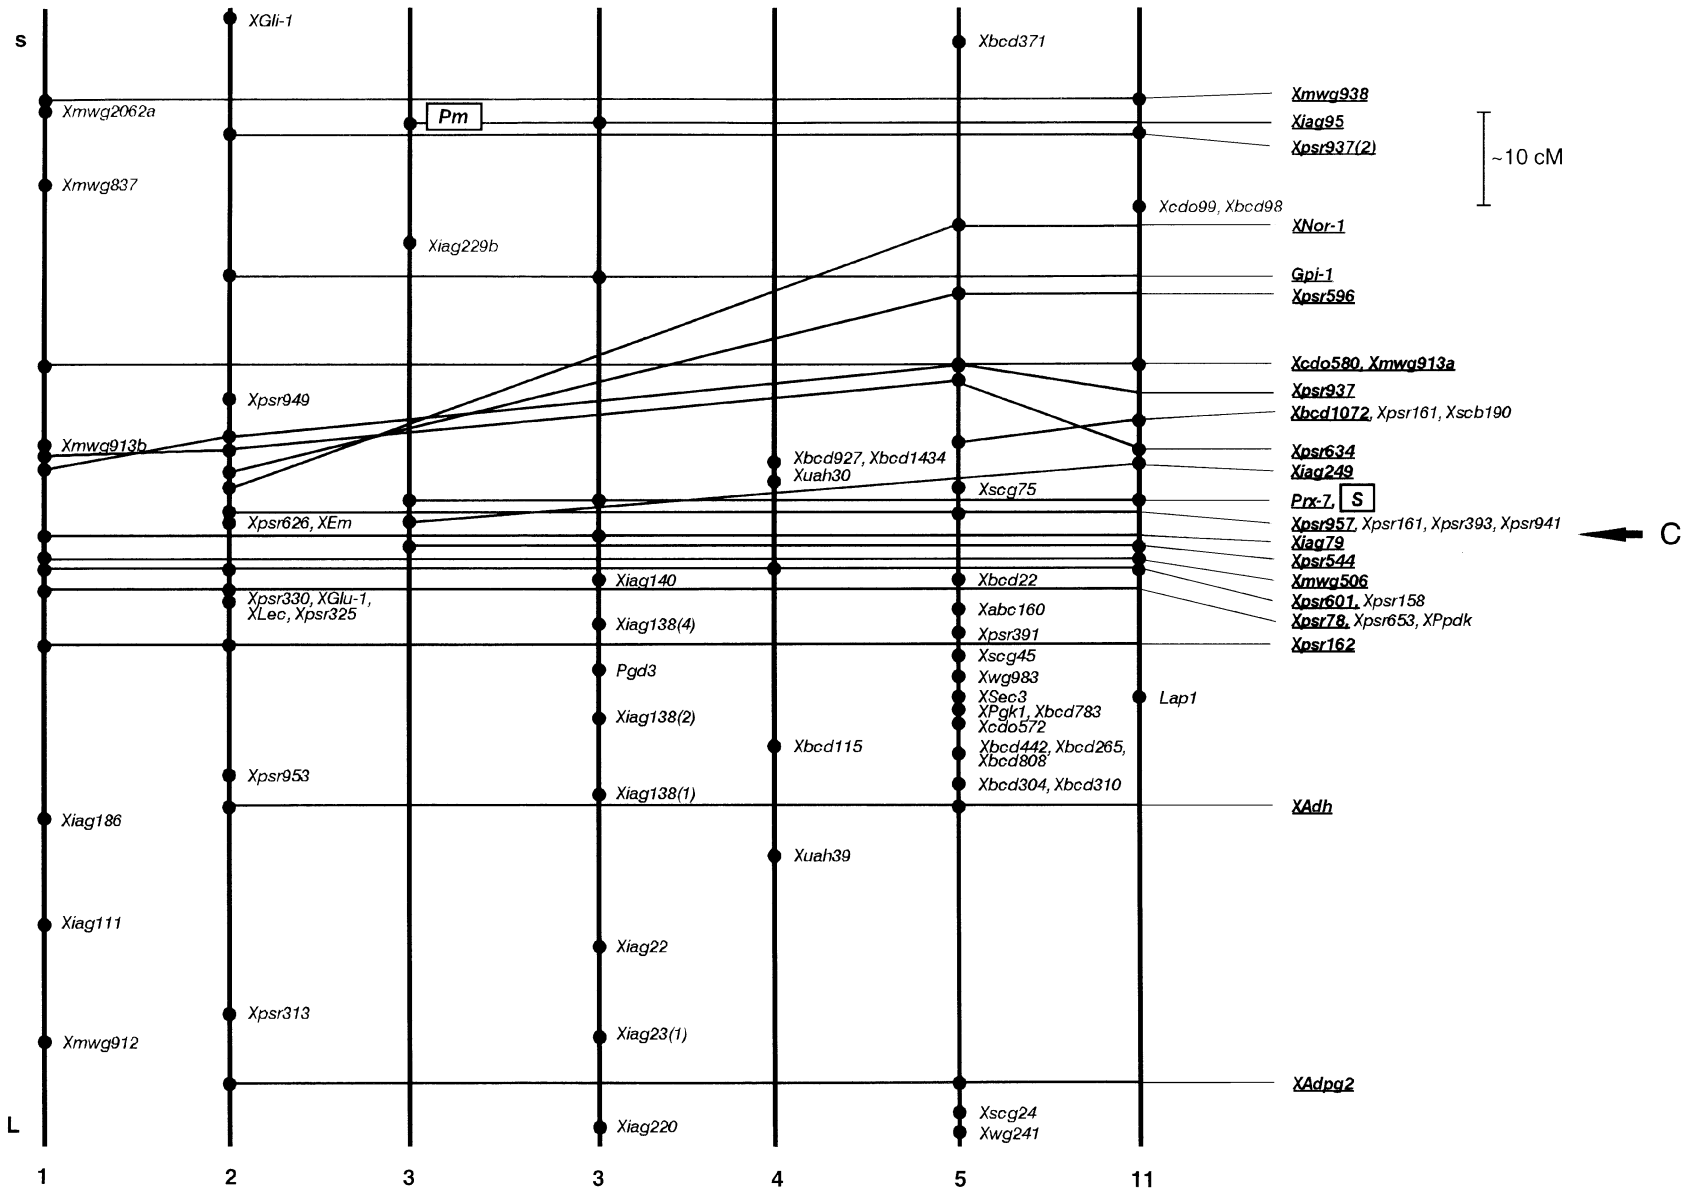 XGli-1
s
Xbcd371
Xmwg938
Xmwg2062a
Pm
Xiag95
Xpsr937(2)
~10 cM
Xmwg837
Xcdo99, Xbcd98
XNor-1
Xiag229b
Gpi-1
Xpsr596
Xcdo580, Xmwg913a
Xpsr937
Xpsr949
Xbcd1072, Xpsr161, Xscb190
Xmwg913b
Xpsr634
Xbcd927, Xbcd1434
Xiag249
Xuah30
Xscg75
Prx-7, S
Xpsr626, XEm
Xpsr957, Xpsr161, Xpsr393, Xpsr941
C
Xiag79
Xpsr544
Xiag140
Xbcd22
Xmwg506
Xpsr330, XGlu-1,
XLec, Xpsr325
Xpsr601, Xpsr158
Xabc160
Xpsr78, Xpsr653, XPpdk
Xiag138(4)
Xpsr391
Xpsr162
Xscg45
Pgd3
Xwg983
XSec3
Lap1
XPgk1, Xbcd783
Xiag138(2)
Xcdo572
Xbcd115
Xbcd442, Xbcd265,
Xbcd808
Xpsr953
Xbcd304, Xbcd310
Xiag138(1)
XAdh
Xiag186
Xuah39
Xiag111
Xiag22
Xpsr313
Xiag23(1)
Xmwg912
XAdpg2
Xscg24
L
Xiag220
Xwg241
1 2 3 3 4 5 11